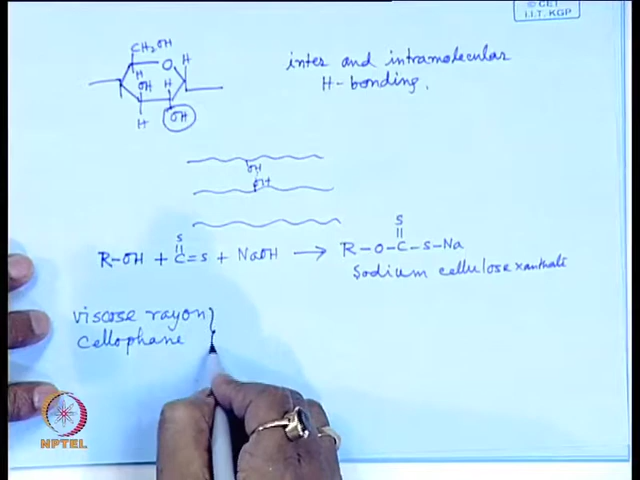 © CET
I.I.T. KGP
CH₂OH
O H
H
OH H
H OH
inter and intramolecular
H-bonding.
OH
OH
R-OH + S=C=S + NaOH → R-O-C(=S)-S-Na
Sodium cellulose xanthate
viscose rayon }
cellophane
NPTEL